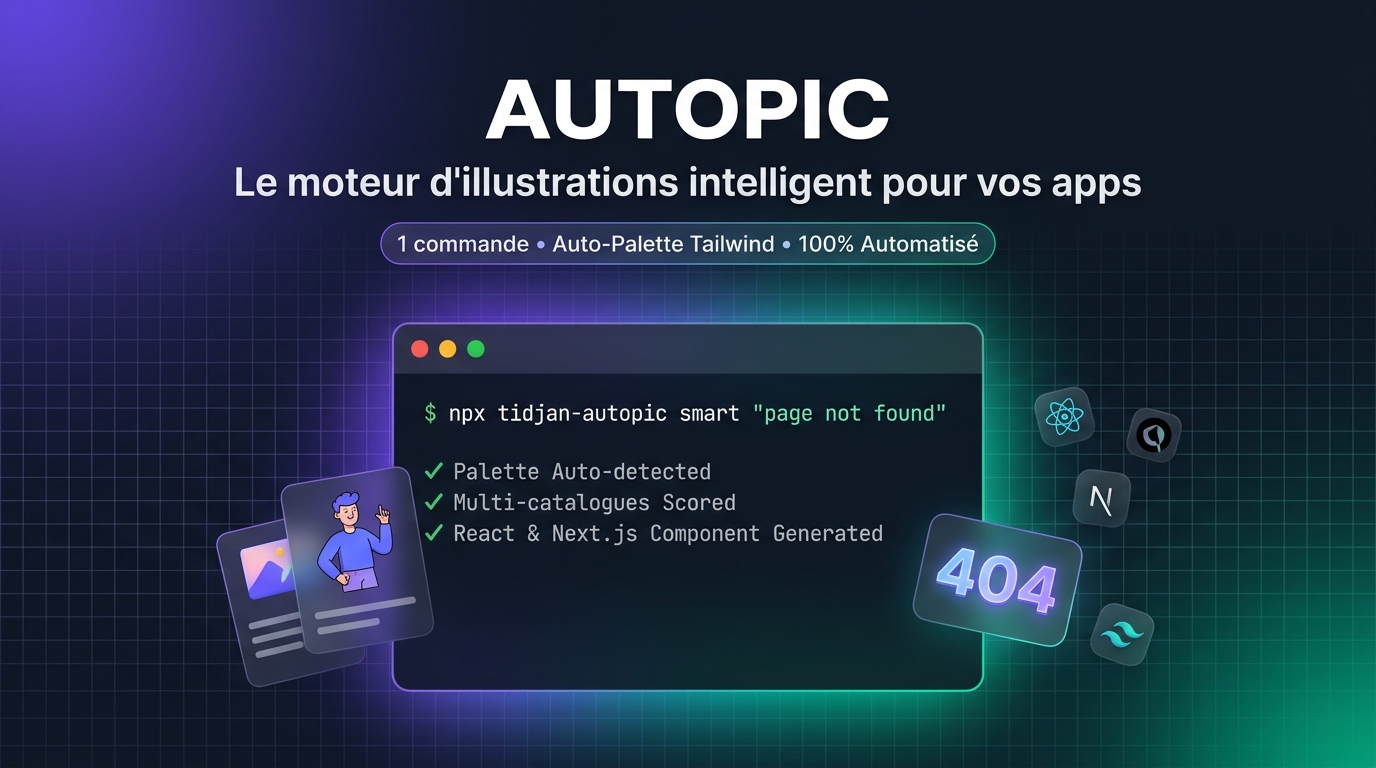 AUTOPIC
Le moteur d'illustrations intelligent pour vos apps
1 commande • Auto-Palette Tailwind • 100% Automatisé
$ npx tidjan-autopic smart "page not found"
✓ Palette Auto-detected
✓ Multi-catalogues Scored
✓ React & Next.js Component Generated
404
N